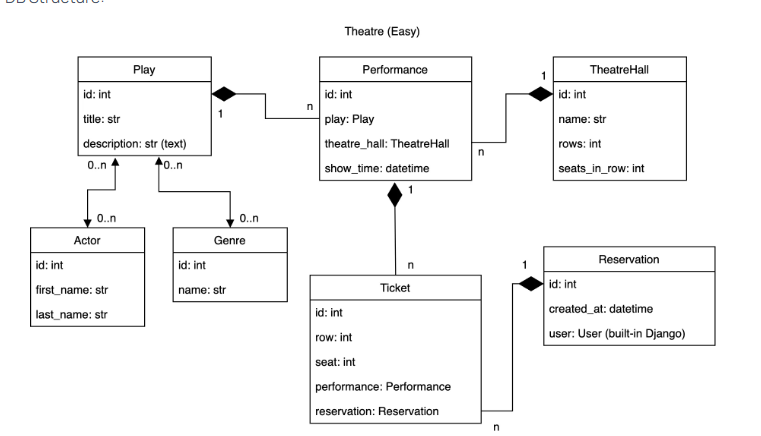 DB Structure:
Theatre (Easy)
Play
id: int
title: str
description: str (text)
1
n
Performance
id: int
play: Play
theatre_hall: TheatreHall
show_time: datetime
1
n
TheatreHall
id: int
name: str
rows: int
seats_in_row: int
0..n
0..n
0..n
0..n
Actor
id: int
first_name: str
last_name: str
Genre
id: int
name: str
1
n
Ticket
id: int
row: int
seat: int
performance: Performance
reservation: Reservation
1
n
Reservation
id: int
created_at: datetime
user: User (built-in Django)